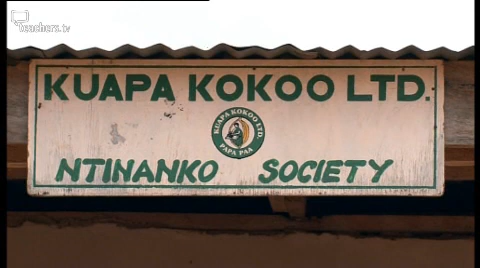 teachers.tv
KUAPA KOKOO LTD.
KUAPA KOKOO LTD.
PAPA PAA
NTINANKO SOCIETY